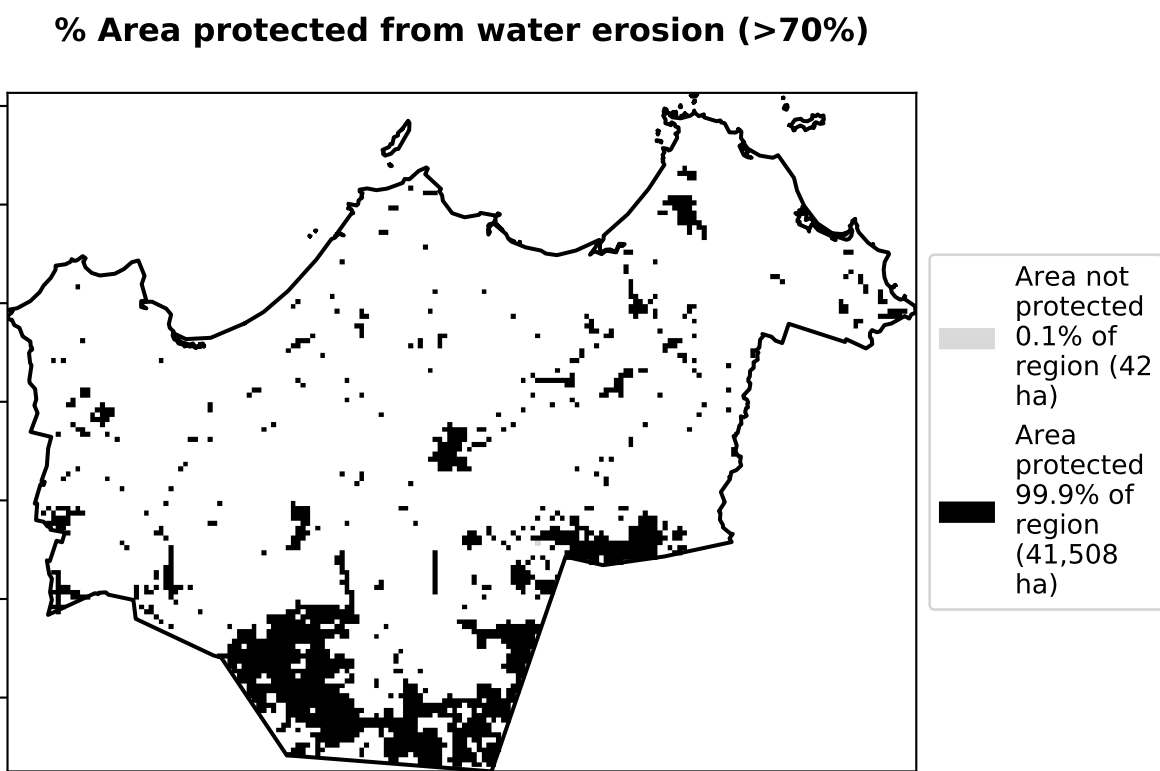 % Area protected from water erosion (>70%)
Area not
protected
0.1% of
region (42
ha)
Area
protected
99.9% of
region
(41,508
ha)